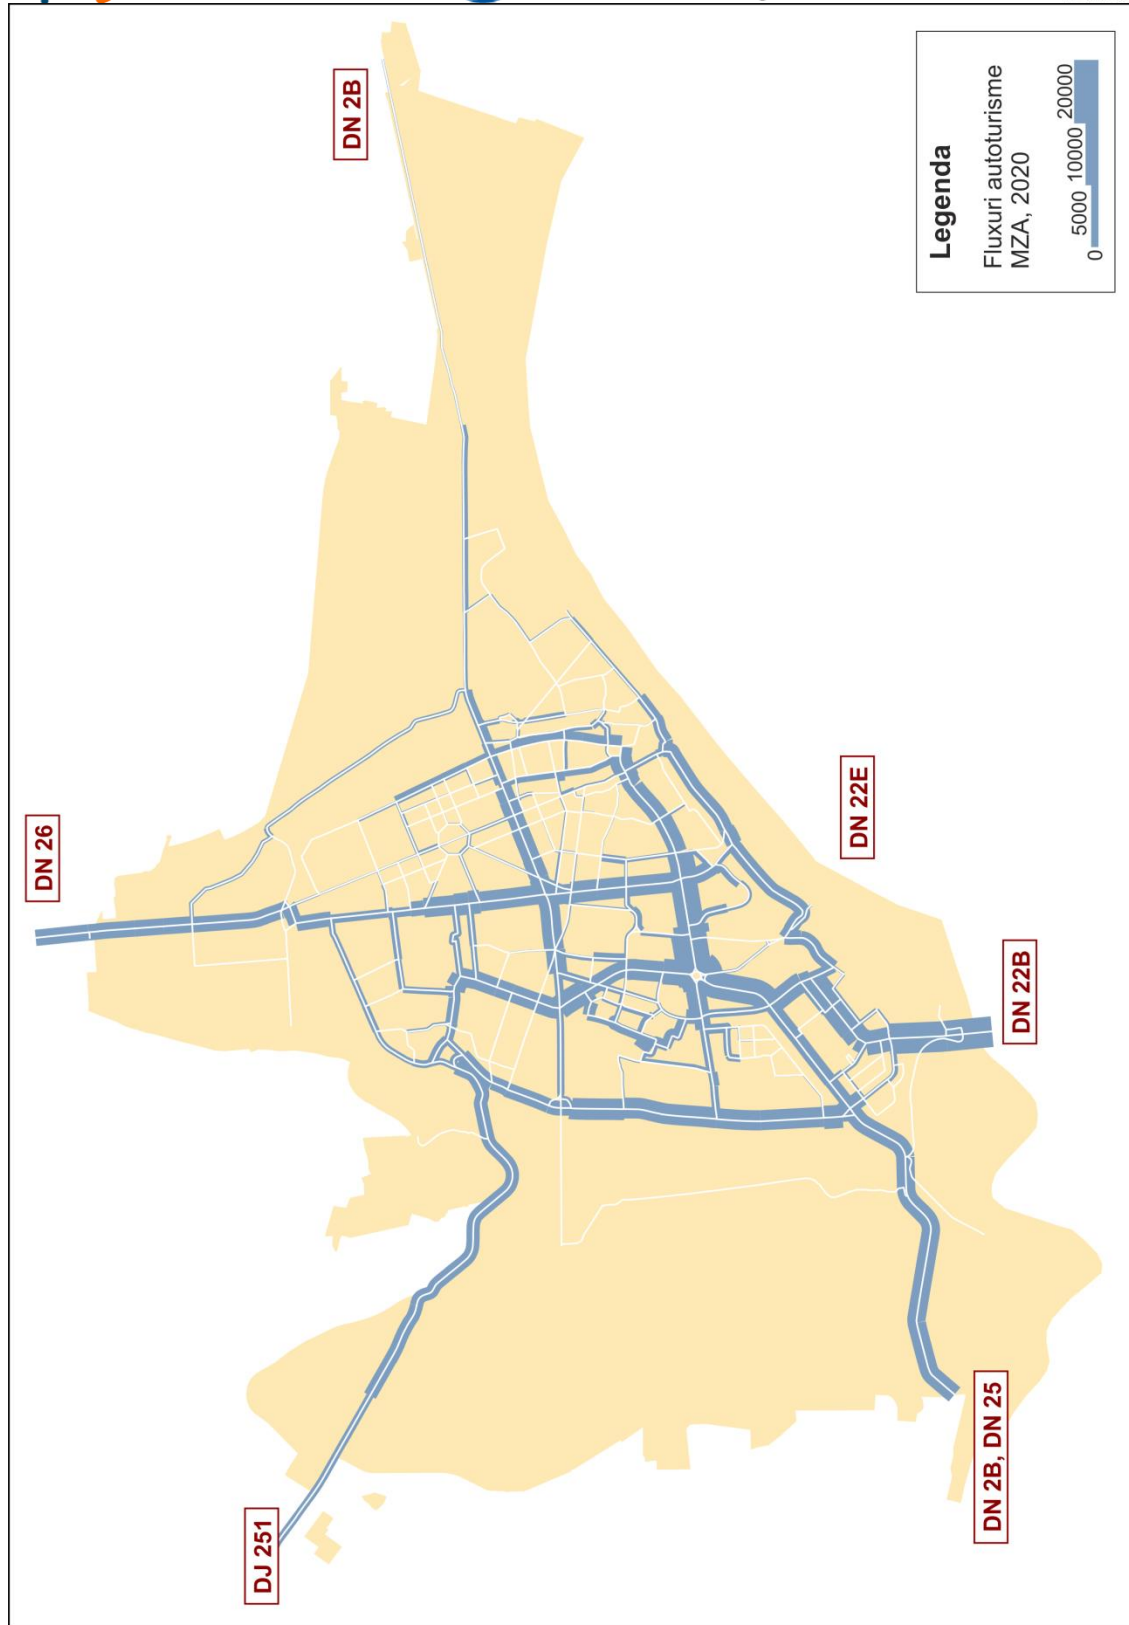 DN 2B
DN 26
DN 22E
DN 22B
DN 2B, DN 25
DJ 251
Legenda
Fluxuri autoturisme
MZA, 2020
0 5000 10000 20000